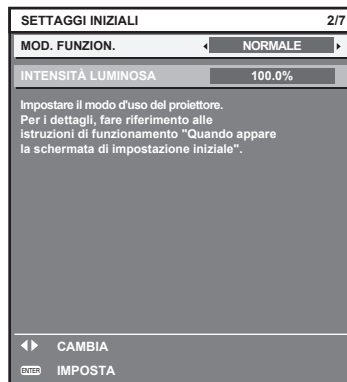 SETTAGGI INIZIALI 2/7
MOD. FUNZION. NORMALE
INTENSITÀ LUMINOSA 100.0%
Impostare il modo d'uso del proiettore.
Per i dettagli, fare riferimento alle
istruzioni di funzionamento "Quando appare
la schermata di impostazione iniziale".
CAMBIA
ENTER IMPOSTA